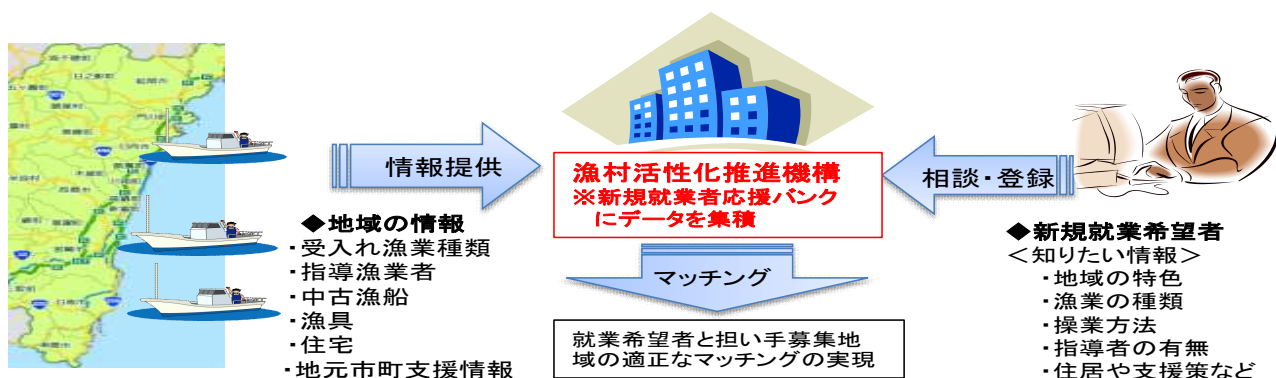 情報提供
◆地域の情報
・受入れ漁業種類
・指導漁業者
・中古漁船
・漁具
・住宅
・地元市町支援情報
漁村活性化推進機構
※新規就業者応援バンク
にデータを集積
マッチング
就業希望者と担い手募集地
域の適正なマッチングの実現
相談・登録
◆新規就業希望者
＜知りたい情報＞
・地域の特色
・漁業の種類
・操業方法
・指導者の有無
・住居や支援策など